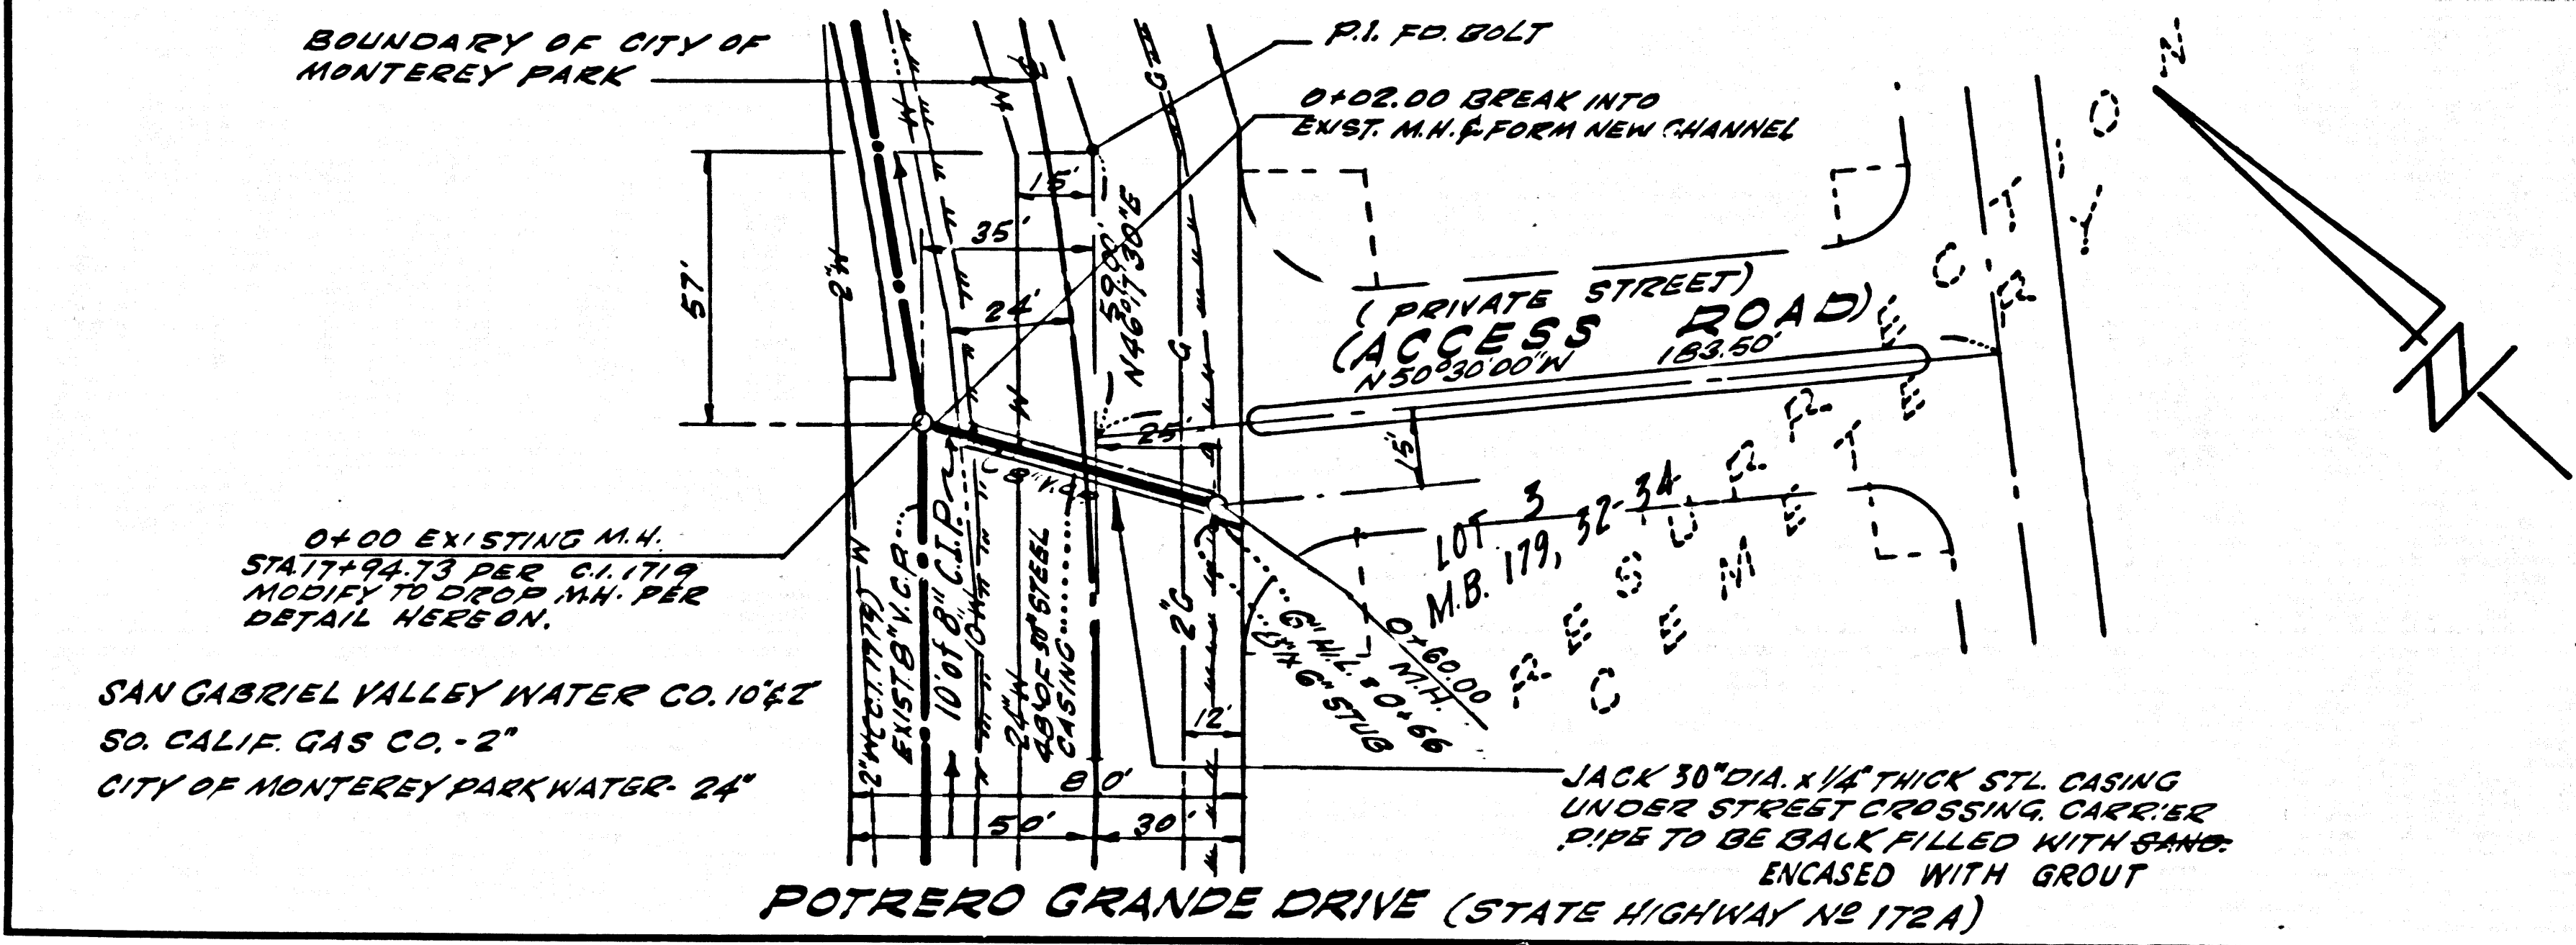 BOUNDARY OF CITY OF
MONTEREY PARK
P.I. FD. BOLT
0+02.00 BREAK INTO
EXIST. M.H. & FORM NEW CHANNEL
57'
2"W
15'
35'
24'
25'
15'
N46°17'30"E
W
G
(PRIVATE STREET)
(ACCESS ROAD)
N50°30'00"W 183.50'
LOT 3
M.B. 179, 32-34
0+00 EXISTING M.H.
STA.17+94.73 PER C.I. 1719
MODIFY TO DROP M.H. PER
DETAIL HEREON.
EXIST. 8" V.C.P.
10' of 8" C.I.P.
24" W
48' OF 30" STEEL
CASING
2"G
6" H.L. & 0+66
8"x6" STUB
0+60.00
M.H.
12'
80'
50'
30'
SAN GABRIEL VALLEY WATER CO. 10" & 2"
SO. CALIF. GAS CO. - 2"
CITY OF MONTEREY PARK WATER - 24"
JACK 30" DIA. x 1/4" THICK STL. CASING
UNDER STREET CROSSING. CARRIER
PIPE TO BE BACK FILLED WITH SAND.
ENCASED WITH GROUT
POTRERO GRANDE DRIVE (STATE HIGHWAY Nº 172A)